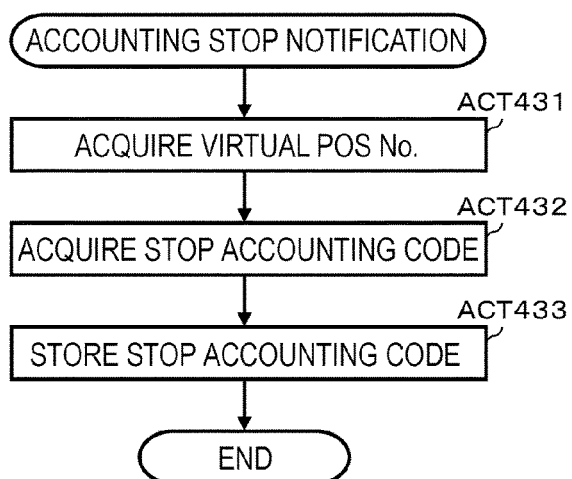 ACCOUNTING STOP NOTIFICATION
ACT431
ACQUIRE VIRTUAL POS No.
ACT432
ACQUIRE STOP ACCOUNTING CODE
ACT433
STORE STOP ACCOUNTING CODE
END